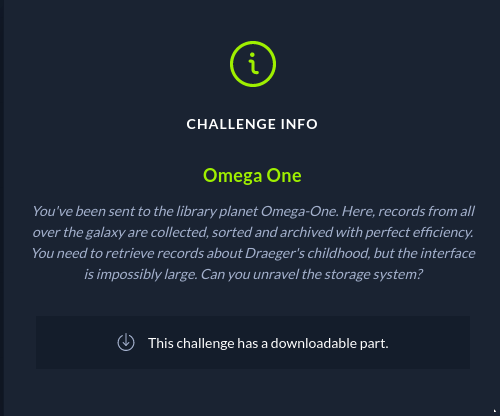 CHALLENGE INFO
Omega One
You've been sent to the library planet Omega-One. Here, records from all
over the galaxy are collected, sorted and archived with perfect efficiency.
You need to retrieve records about Draeger's childhood, but the interface
is impossibly large. Can you unravel the storage system?
This challenge has a downloadable part.